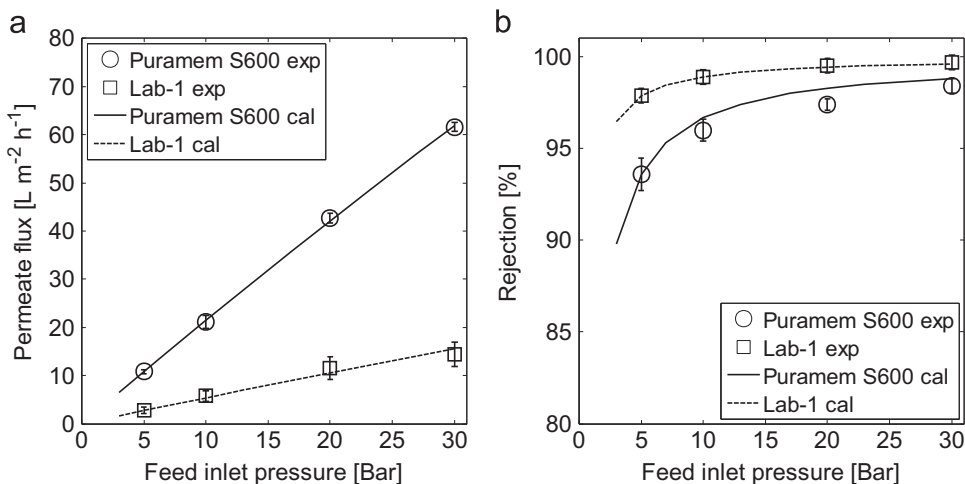 a
80
70
60
50
40
30
20
10
0
Permeate flux [L m⁻² h⁻¹]
Puramem S600 exp
Lab-1 exp
Puramem S600 cal
Lab-1 cal
0 5 10 15 20 25 30
Feed inlet pressure [Bar]
b
100
95
90
85
80
Rejection [%]
Puramem S600 exp
Lab-1 exp
Puramem S600 cal
Lab-1 cal
0 5 10 15 20 25 30
Feed inlet pressure [Bar]